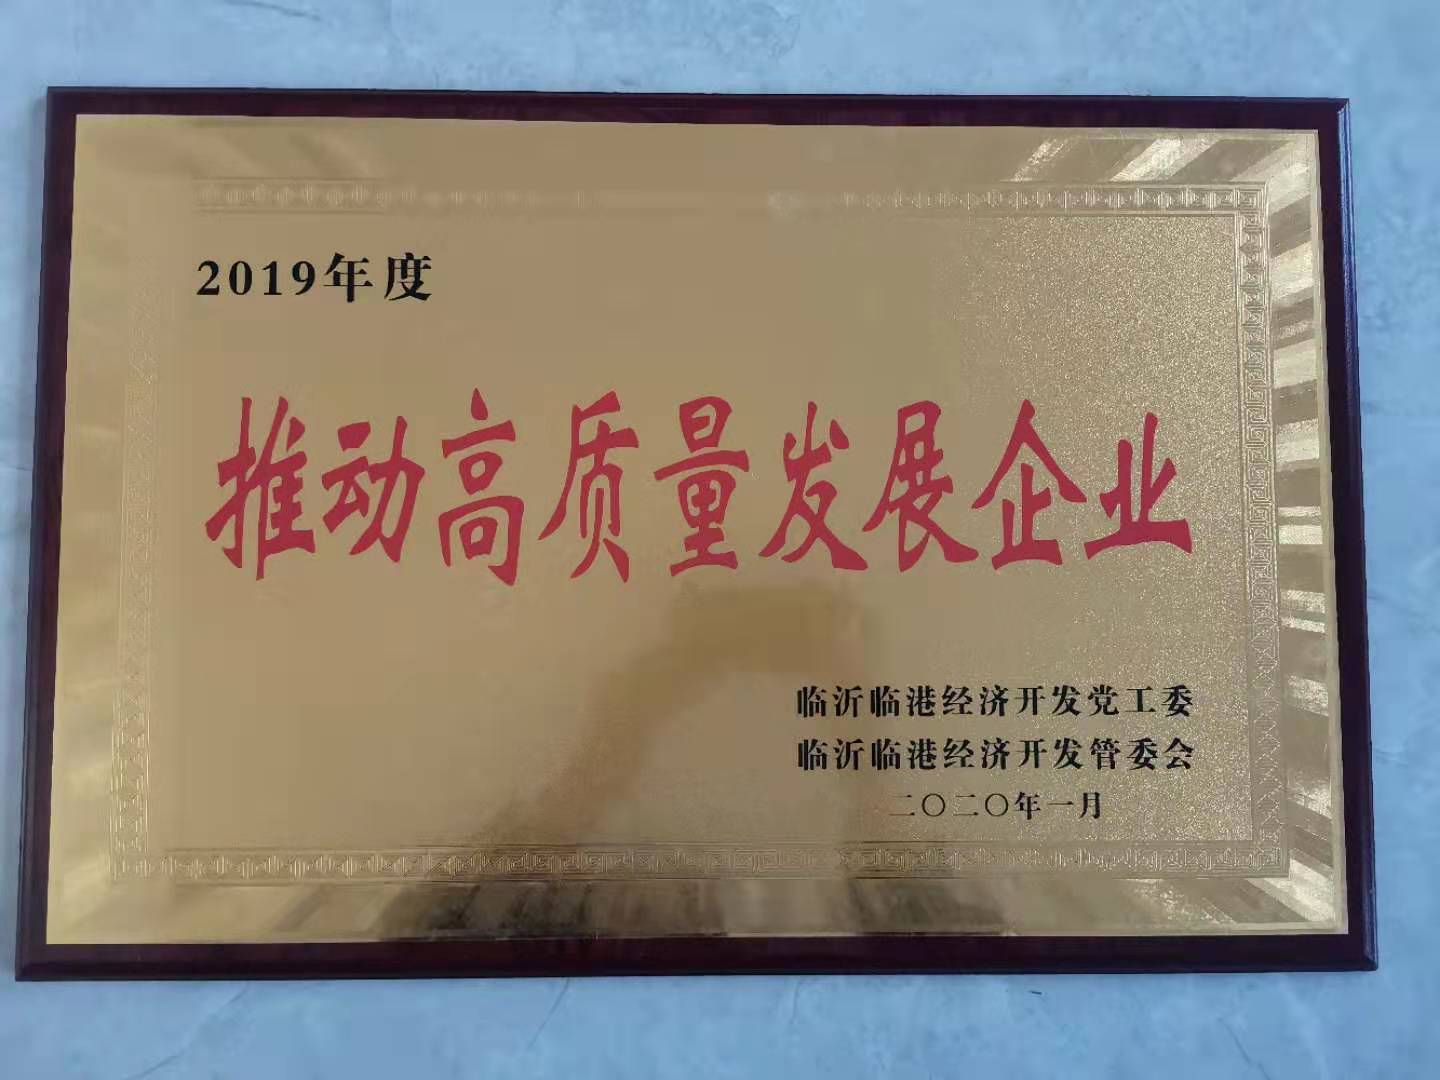 2019年度
推动高质量发展企业
临沂临港经济开发党工委
临沂临港经济开发管委会
二〇二〇年一月